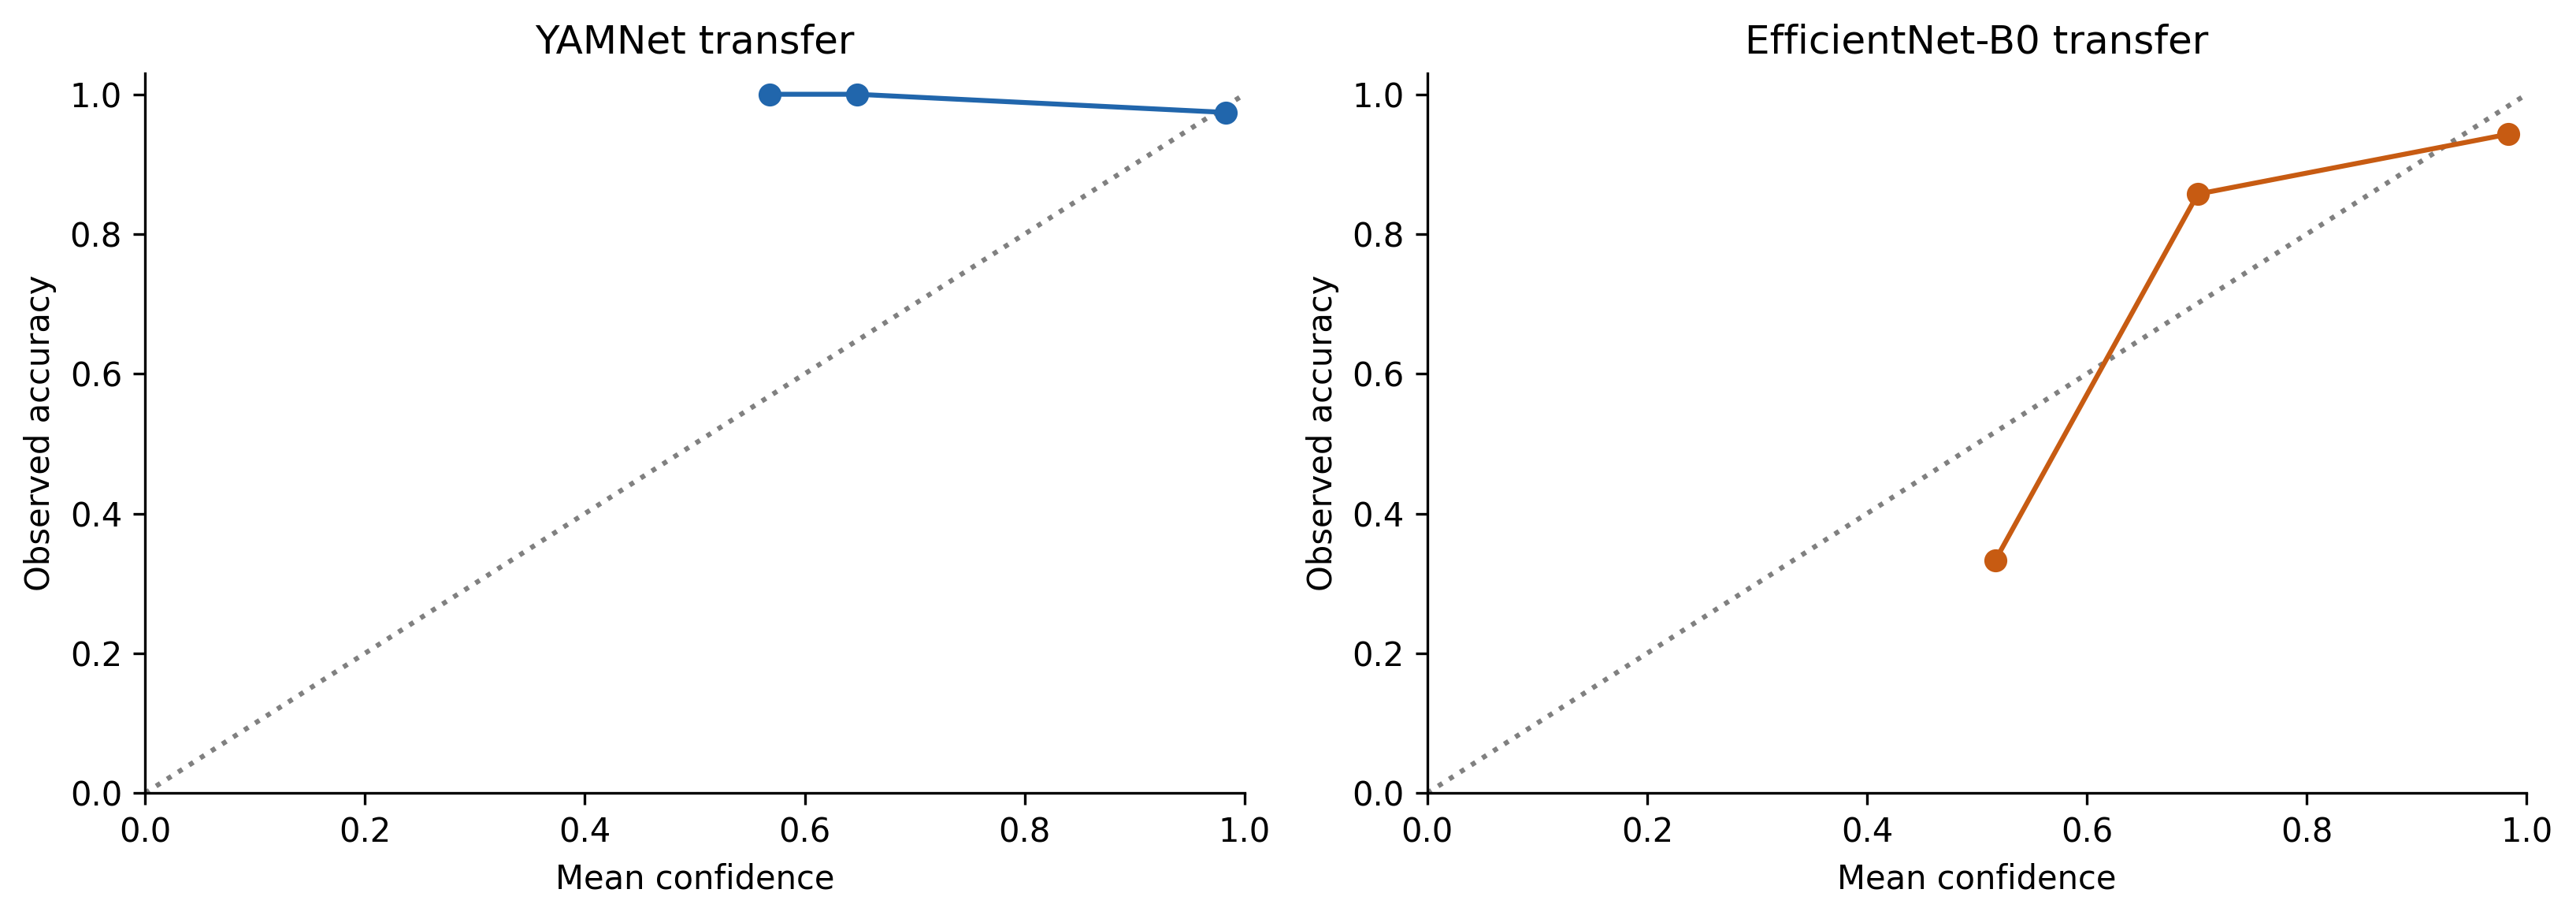 YAMNet transfer
1.0
0.8
0.6
0.4
0.2
0.0
Observed accuracy
0.0 0.2 0.4 0.6 0.8 1.0
Mean confidence
EfficientNet-B0 transfer
1.0
0.8
0.6
0.4
0.2
0.0
Observed accuracy
0.0 0.2 0.4 0.6 0.8 1.0
Mean confidence